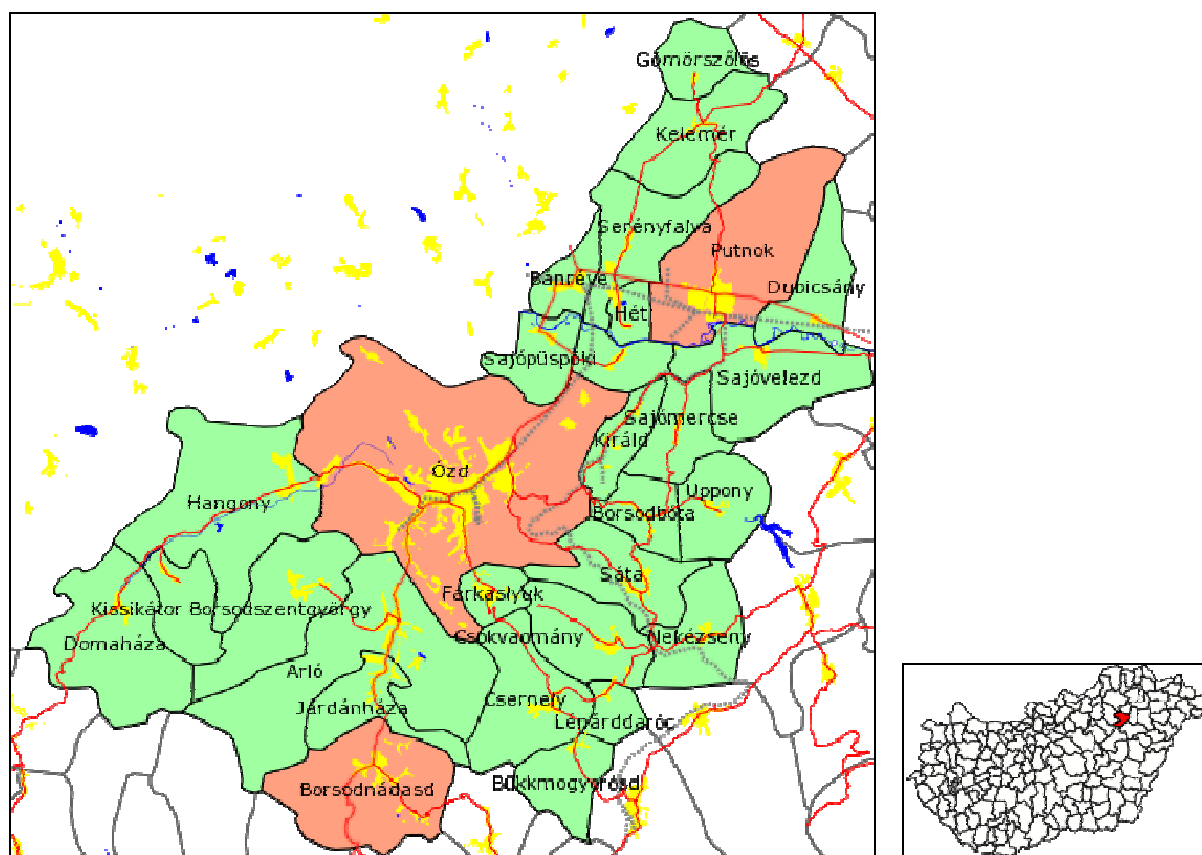 Gömörszőlős
Kelemér
Serényfalva
Putnok
Bánréve
Dubicsány
Hét
Sajópüspöki
Sajóvelezd
Sajómercse
Királd
Ózd
Uppony
Hangony
Borsodbóta
Sáta
Farkaslyuk
Kissikátor
Borsodszentgyörgy
Csokvaomány
Nekézseny
Domaháza
Arló
Járdánháza
Csernely
Lénárddaróc
Borsodnádasd
Bükkmogyorósd